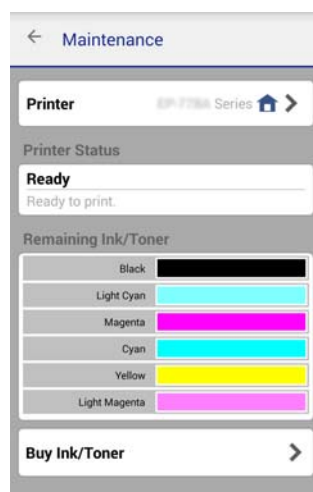 Maintenance
Printer Series
Printer Status
Ready
Ready to print.
Remaining Ink/Toner
Black
Light Cyan
Magenta
Cyan
Yellow
Light Magenta
Buy Ink/Toner